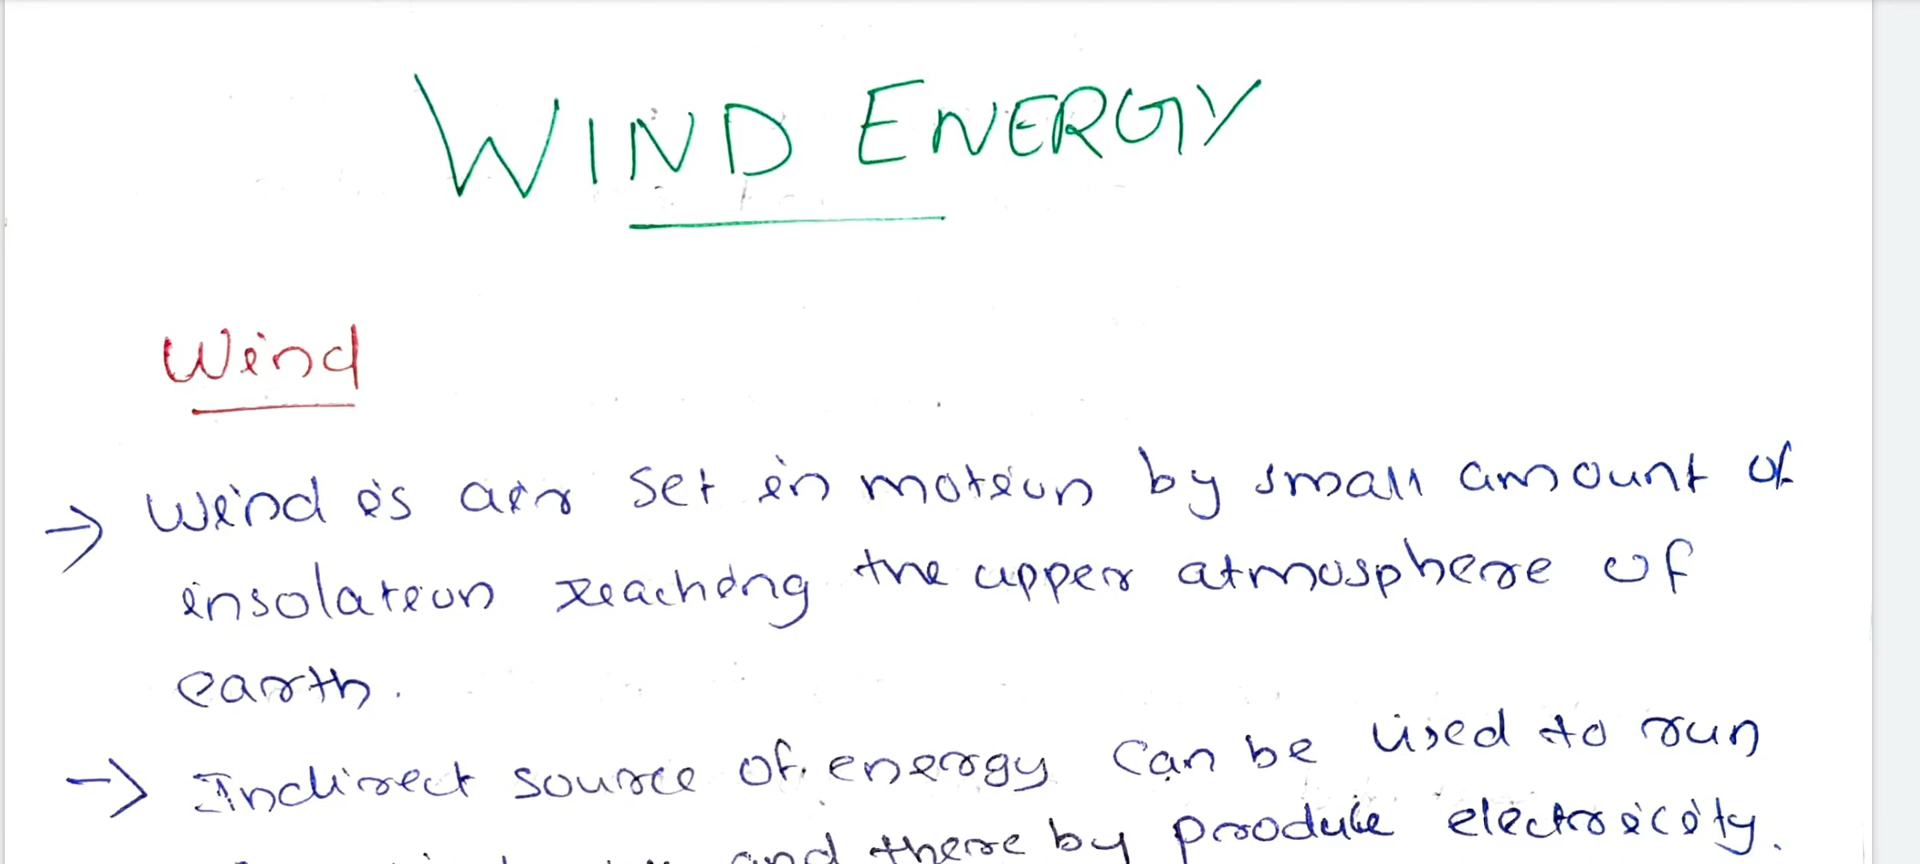 WIND ENERGY
Wind
→ Wind is air set in motion by small amount of
insolation reaching the upper atmosphere of
earth.
→ Indirect source of energy can be used to run
and there by produce electricity.